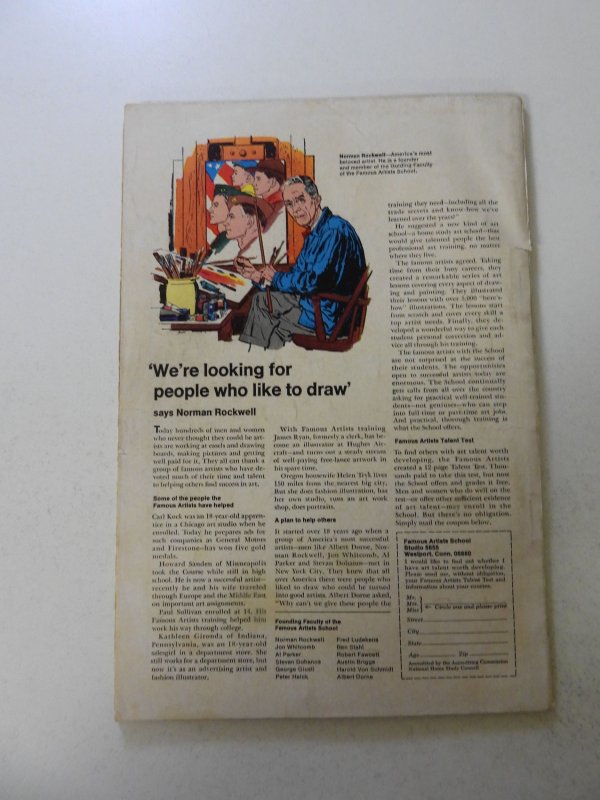 Norman Rockwell—America's most
beloved artist. He is a founder
and member of the Guiding Faculty
of the Famous Artists School.
'We're looking for
people who like to draw'
says Norman Rockwell
Today hundreds of men and women
who never thought they could be art-
ists are working at easels and drawing
boards, making pictures and getting
well paid for it. They all can thank a
group of famous artists who have de-
voted much of their time and talent
to helping others find success in art.
Some of the people the
Famous Artists have helped
Carl Kock was an 18-year-old appren-
tice in a Chicago art studio when he
enrolled. Today he prepares ads for
such companies as General Motors
and Firestone—has won five gold
medals.
Howard Sanden of Minneapolis
took the Course while still in high
school. He is now a successful artist—
recently he and his wife traveled
through Europe and the Middle East
on important art assignments.
Paul Sullivan enrolled at 14. His
Famous Artists training helped him
work his way through college.
Kathleen Gironda of Indiana,
Pennsylvania, was an 18-year-old
salesgirl in a department store. She
still works for a department store, but
now it's as an advertising artist and
fashion illustrator.
With Famous Artists training
James Ryan, formerly a clerk, has be-
come an illustrator at Hughes Air-
craft—and turns out a steady stream
of well-paying free-lance artwork in
his spare time.
Oregon housewife Helen Tryk lives
150 miles from the nearest big city.
But she does fashion illustration, has
her own studio, runs an art work
shop, does portraits.
A plan to help others
It started over 18 years ago when a
group of America's most successful
artists—men like Albert Dorne, Nor-
man Rockwell, Jon Whitcomb, Al
Parker and Stevan Dohanos—met in
New York City. They knew that all
over America there were people who
liked to draw who could be turned
into good artists. Albert Dorne asked,
"Why can't we give these people the
Founding Faculty of the
Famous Artists School
Norman Rockwell
Jon Whitcomb
Al Parker
Stevan Dohanos
George Giusti
Peter Helck
Fred Ludekens
Ben Stahl
Robert Fawcett
Austin Briggs
Harold Von Schmidt
Albert Dorne
training they need—including all the
trade secrets and know-how we've
learned over the years?"
He suggested a new kind of art
school—a home study art school—that
would give talented people the best
professional art training, no matter
where they live.
The famous artists agreed. Taking
time from their busy careers, they
created a remarkable series of art
lessons covering every aspect of draw-
ing and painting. They illustrated
their lessons with over 5,000 "here's
how" illustrations. The lessons start
from scratch and cover every skill a
top artist needs. Finally, they de-
veloped a wonderful way to give each
student personal correction and ad-
vice all through his training.
The famous artists with the School
are not surprised at the success of
their students. The opportunities
open to successful artists today are
enormous. The School continually
gets calls from all over the country
asking for practical well-trained stu-
dents—not geniuses—who can step
into full-time or part-time art jobs.
And practical, thorough training is
what the School offers.
Famous Artists Talent Test
To find others with art talent worth
developing, the Famous Artists
created a 12-page Talent Test. Thou-
sands paid to take this test, but now
the School offers and grades it free.
Men and women who do well on the
test—or offer other sufficient evidence
of art talent—may enroll in the
School. But there's no obligation.
Simply mail the coupon below.
Famous Artists School
Studio 5855
Westport, Conn. 06880
I would like to find out whether I
have art talent worth developing.
Please send me, without obligation,
your Famous Artists Talent Test and
information about your courses.
Mr.
Mrs.
Miss
Circle one and please print
Street
City
State
Age Zip
Accredited by the Accrediting Commission
National Home Study Council